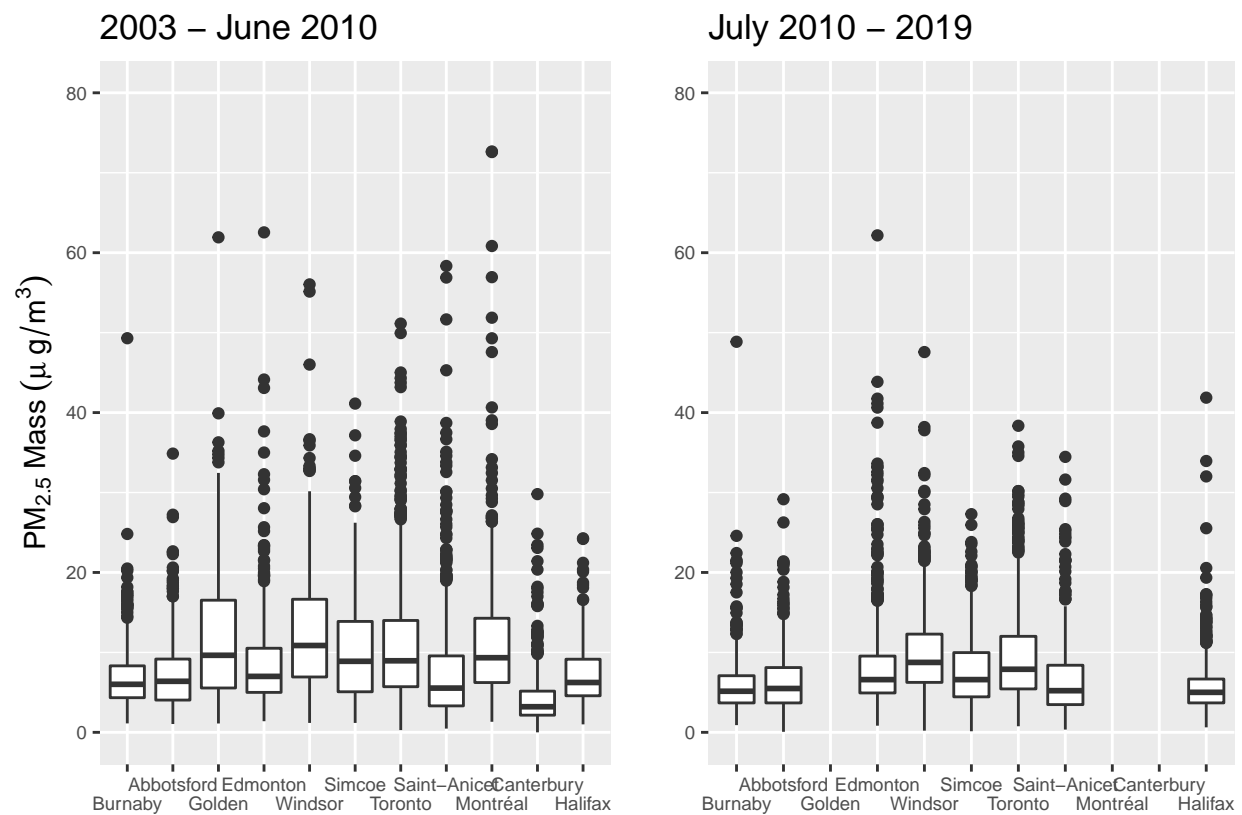 2003 – June 2010
July 2010 – 2019
PM2.5 Mass (μ g/m3)
80
60
40
20
0
80
60
40
20
0
Abbotsford Edmonton Simcoe Saint−Anicet Canterbury
Burnaby Golden Windsor Toronto Montréal Halifax
Abbotsford Edmonton Simcoe Saint−Anicet Canterbury
Burnaby Golden Windsor Toronto Montréal Halifax